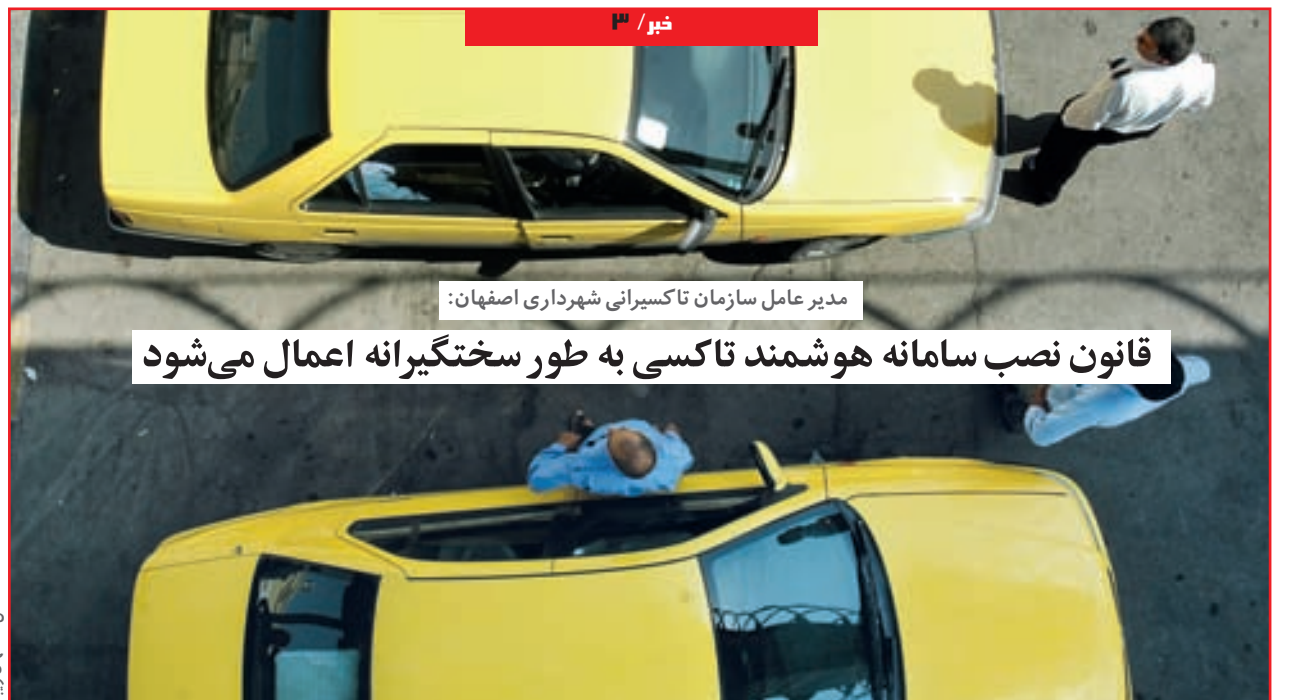 خبر/ ۳
مدیر عامل سازمان تاکسیرانی شهرداری اصفهان:
قانون نصب سامانه هوشمند تاکسی به طور سختگیرانه اعمال می‌شود